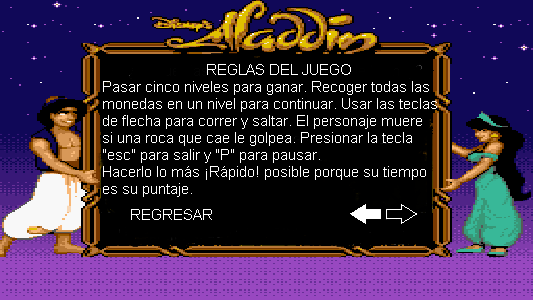 Disney's
Aladdin
REGLAS DEL JUEGO
Pasar cinco niveles para ganar. Recoger todas las
monedas en un nivel para continuar. Usar las teclas
de flecha para correr y saltar. El personaje muere
si una roca que cae le golpea. Presionar la tecla
"esc" para salir y "P" para pausar.
Hacerlo lo más ¡Rápido! posible porque su tiempo
es su puntaje.
REGRESAR